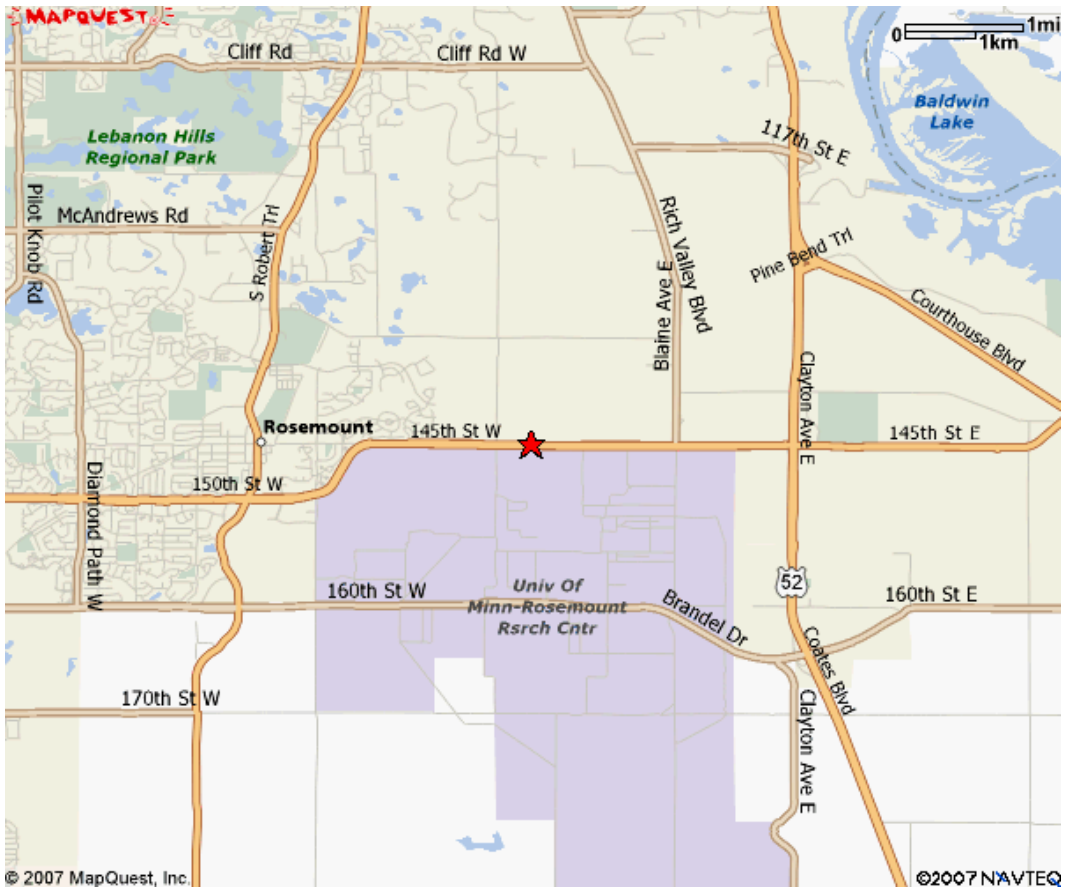 MAPQUEST
0
1mi
1km
Cliff Rd
Cliff Rd W
Baldwin
Lake
Lebanon Hills
Regional Park
117th St E
Pilot Knob Rd
McAndrews Rd
S Robert Trl
Rich Valley Blvd
Pine Bend Trl
Blaine Ave E
Courthouse Blvd
Clayton Ave E
Rosemount
145th St W
145th St E
Diamond Path W
150th St W
52
160th St W
Univ Of
Minn-Rosemount
Rsrch Cntr
Brandel Dr
160th St E
Coates Blvd
170th St W
Clayton Ave E
© 2007 MapQuest, Inc.
©2007 NAVTEQ